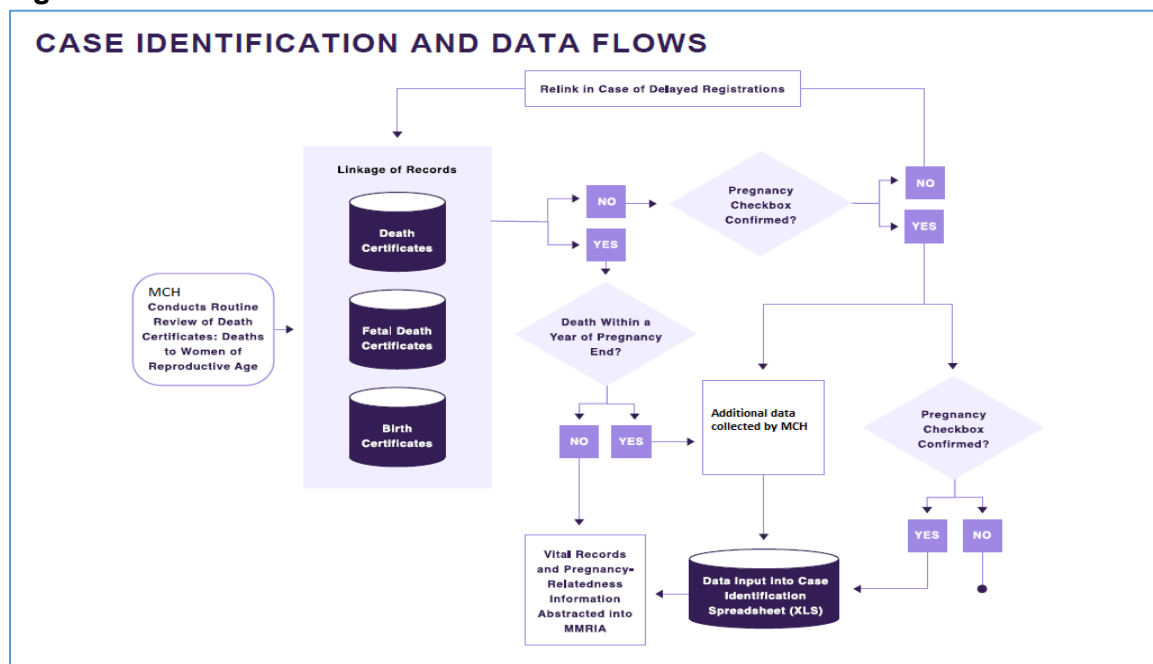 CASE IDENTIFICATION AND DATA FLOWS
Relink in Case of Delayed Registrations
Linkage of Records
Death
Certificates
Fetal Death
Certificates
Birth
Certificates
MCH
Conducts Routine
Review of Death
Certificates: Deaths
to Women of
Reproductive Age
NO
YES
Pregnancy
Checkbox
Confirmed?
NO
YES
Death Within a
Year of Pregnancy
End?
NO
YES
Additional data
collected by MCH
Pregnancy
Checkbox
Confirmed?
YES
NO
Vital Records
and Pregnancy-
Relatedness
Information
Abstracted into
MMRIA
Data Input into Case
Identification
Spreadsheet (XLS)